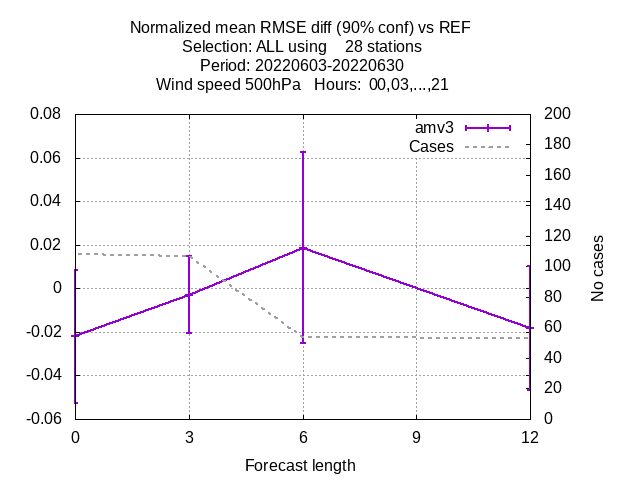 Normalized mean RMSE diff (90% conf) vs REF
Selection: ALL using    28 stations
Period: 20220603-20220630
Wind speed 500hPa   Hours:  00,03,...,21
0.08
0.06
0.04
0.02
0
-0.02
-0.04
-0.06
amv3
Cases
200
180
160
140
120
100
80
60
40
20
0
No cases
0 3 6 9 12
Forecast length